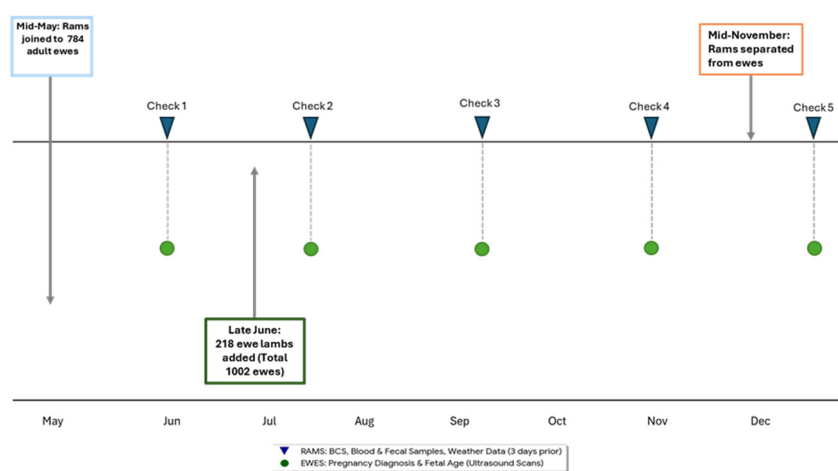 Mid-May: Rams
joined to 784
adult ewes
Mid-November:
Rams separated
from ewes
Check 1
Check 2
Check 3
Check 4
Check 5
Late June:
218 ewe lambs
added (Total
1002 ewes)
May
Jun
Jul
Aug
Sep
Oct
Nov
Dec
RAMS: BCS, Blood & Fecal Samples, Weather Data (3 days prior)
EWES: Pregnancy Diagnosis & Fetal Age (Ultrasound Scans)